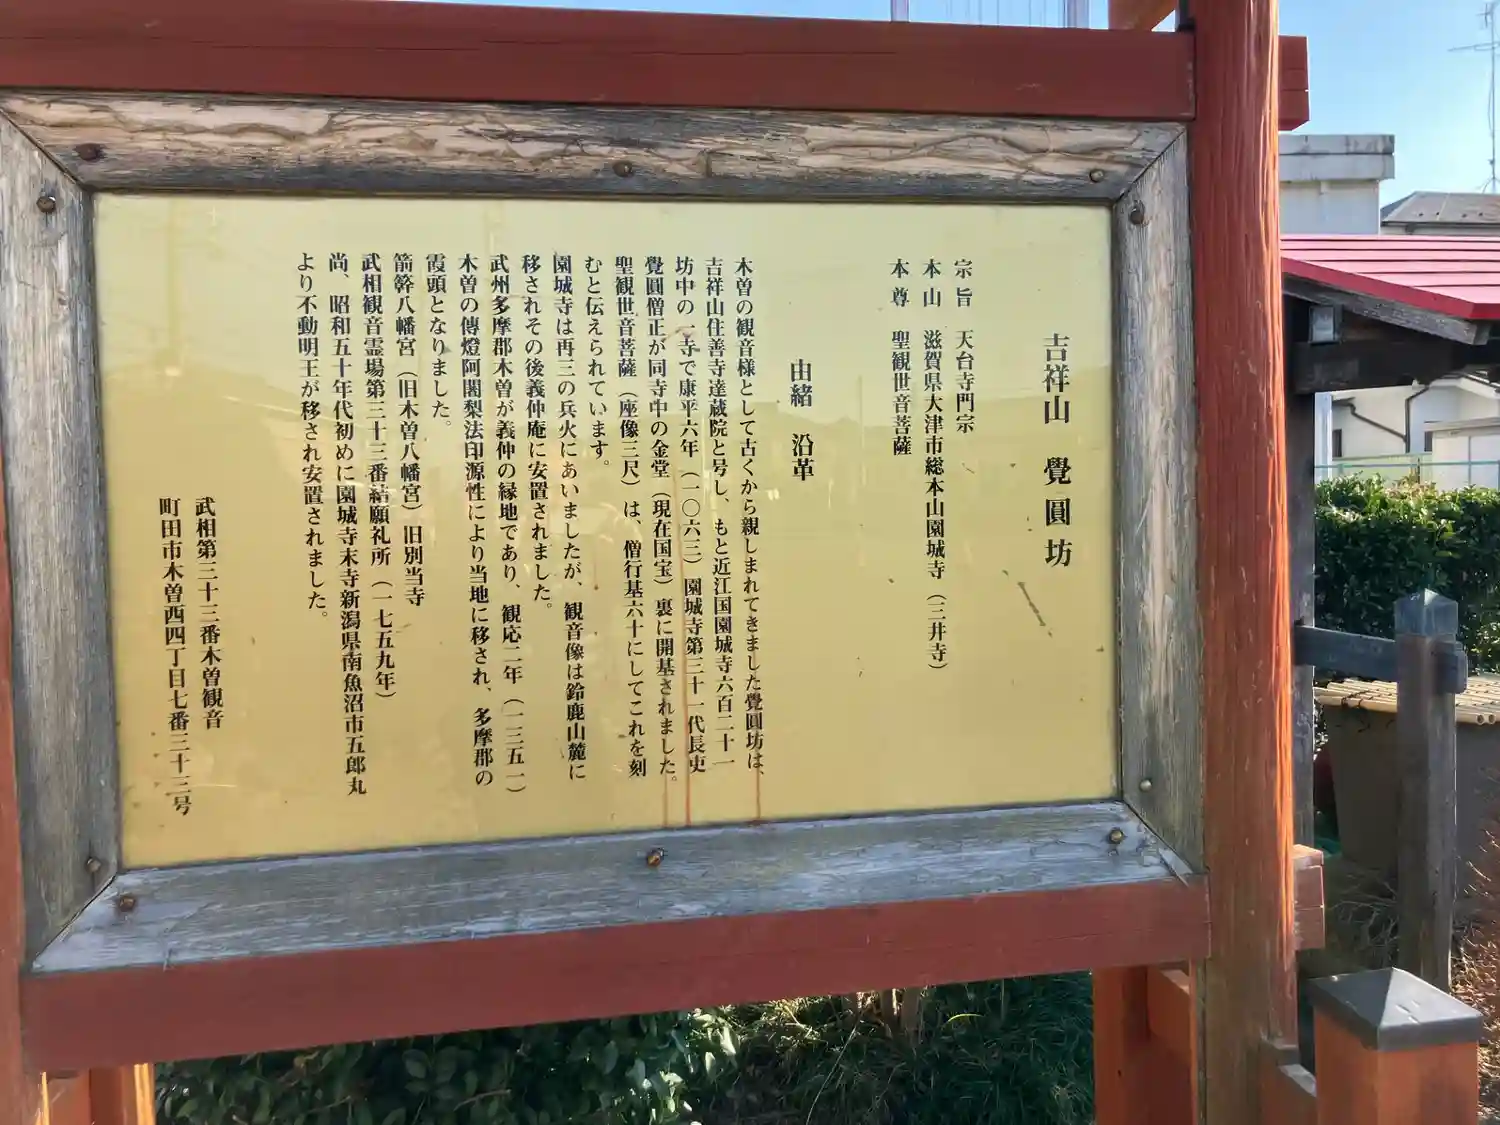 吉祥山　覺圓坊
宗旨　天台寺門宗
本山　滋賀県大津市総本山園城寺（三井寺）
本尊　聖観世音菩薩
由緒　沿革
木曽の観音様として古くから親しまれてきました覺圓坊は、
吉祥山住善寺達蔵院と号し、もと近江国園城寺六百二十一
坊中の一寺で康平六年（一〇六三）園城寺第三十一代長吏
覺圓僧正が同寺中の金堂（現在国宝）裏に開基されました。
聖観世音菩薩（座像三尺）は、僧行基六十にしてこれを刻
むと伝えられています。
園城寺は再三の兵火にあいましたが、観音像は鈴鹿山麓に
移されその後義仲庵に安置されました。
武州多摩郡木曽が義仲の縁地であり、観応二年（一三五一）
木曽の傳燈阿闍梨法印源性により当地に移され、多摩郡の
霞頭となりました。
箭簳八幡宮（旧木曽八幡宮）旧別当寺
武相観音霊場第三十三番結願礼所（一七五九年）
尚、昭和五十年代初めに園城寺末寺新潟県南魚沼市五郎丸
より不動明王が移され安置されました。
武相第三十三番木曽観音
町田市木曽西四丁目七番三十三号